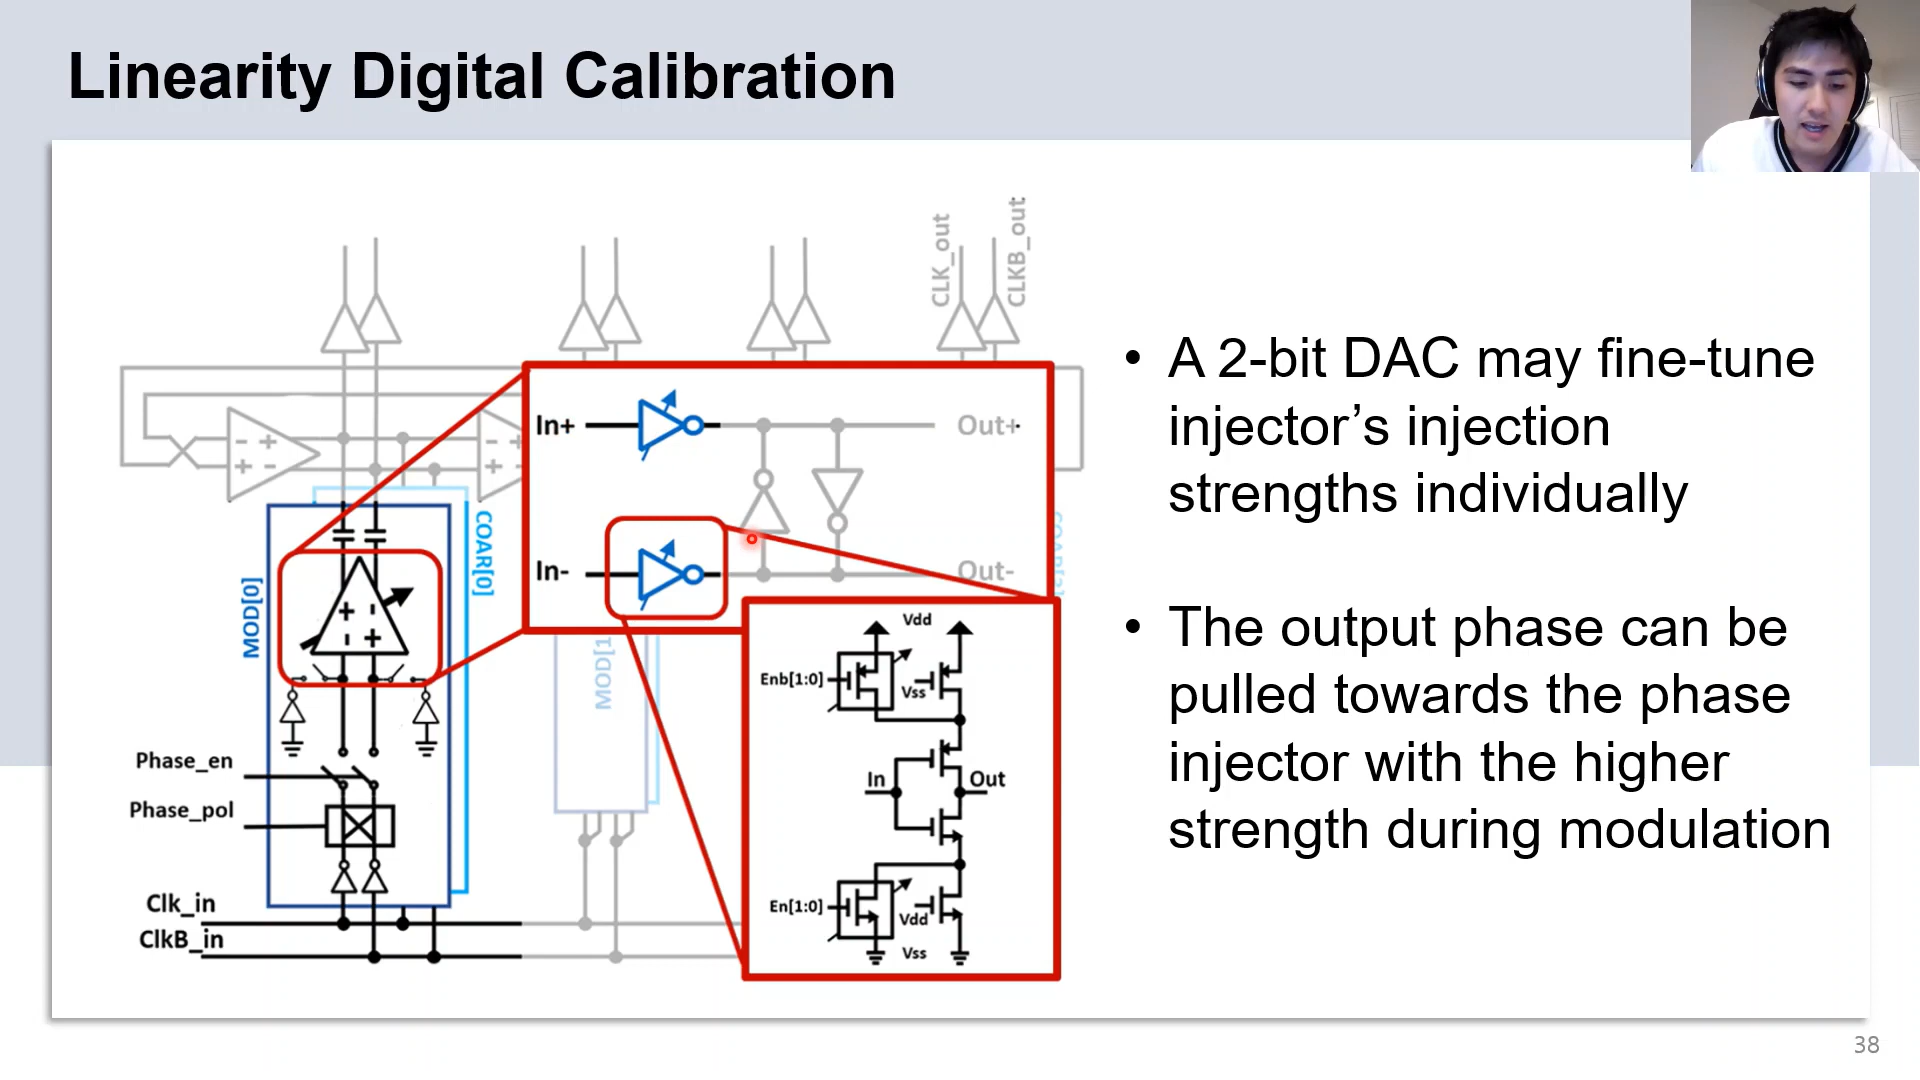 Linearity Digital Calibration
CLK_out
CLKB_out
In+
Out+
In-
Out-
COAR[0]
MOD[0]
MOD[1
Vdd
Enb[1:0]
Vss
In
Out
En[1:0]
Vdd
Vss
Phase_en
Phase_pol
Clk_in
ClkB_in
• A 2-bit DAC may fine-tune
injector’s injection
strengths individually
• The output phase can be
pulled towards the phase
injector with the higher
strength during modulation
38